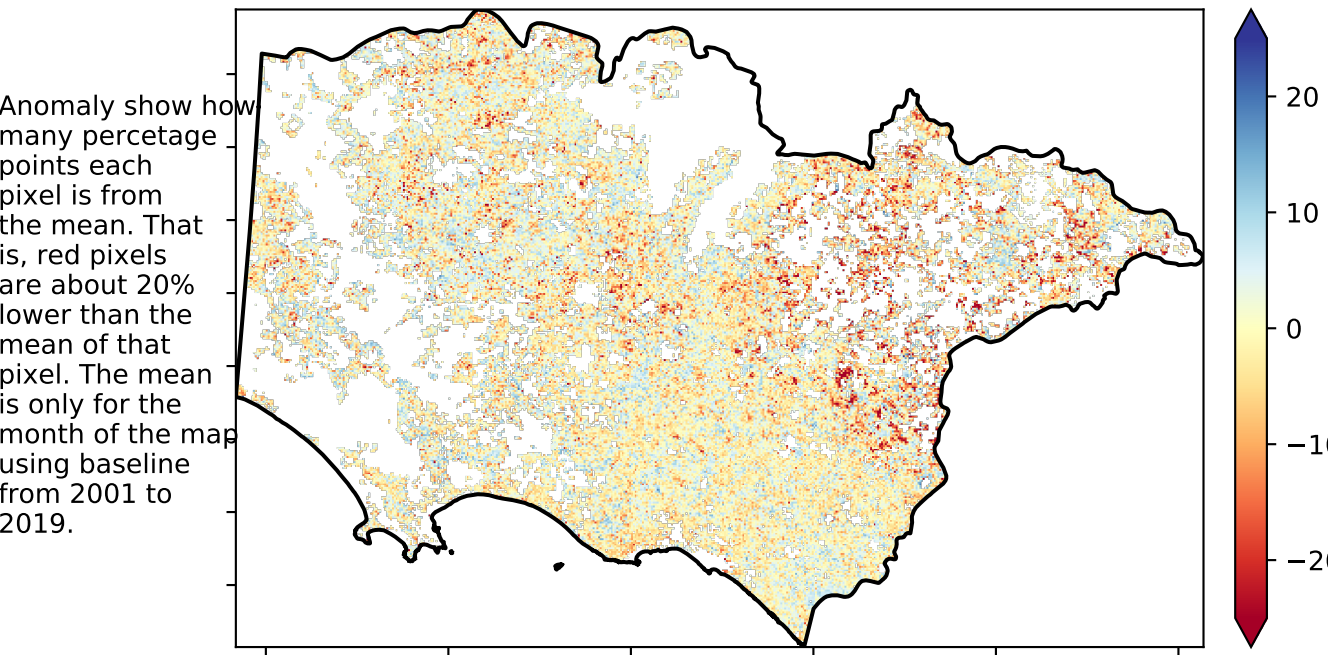 Anomaly show how
many percetage
points each
pixel is from
the mean. That
is, red pixels
are about 20%
lower than the
mean of that
pixel. The mean
is only for the
month of the map
using baseline
from 2001 to
2019.
20
10
0
−10
−20